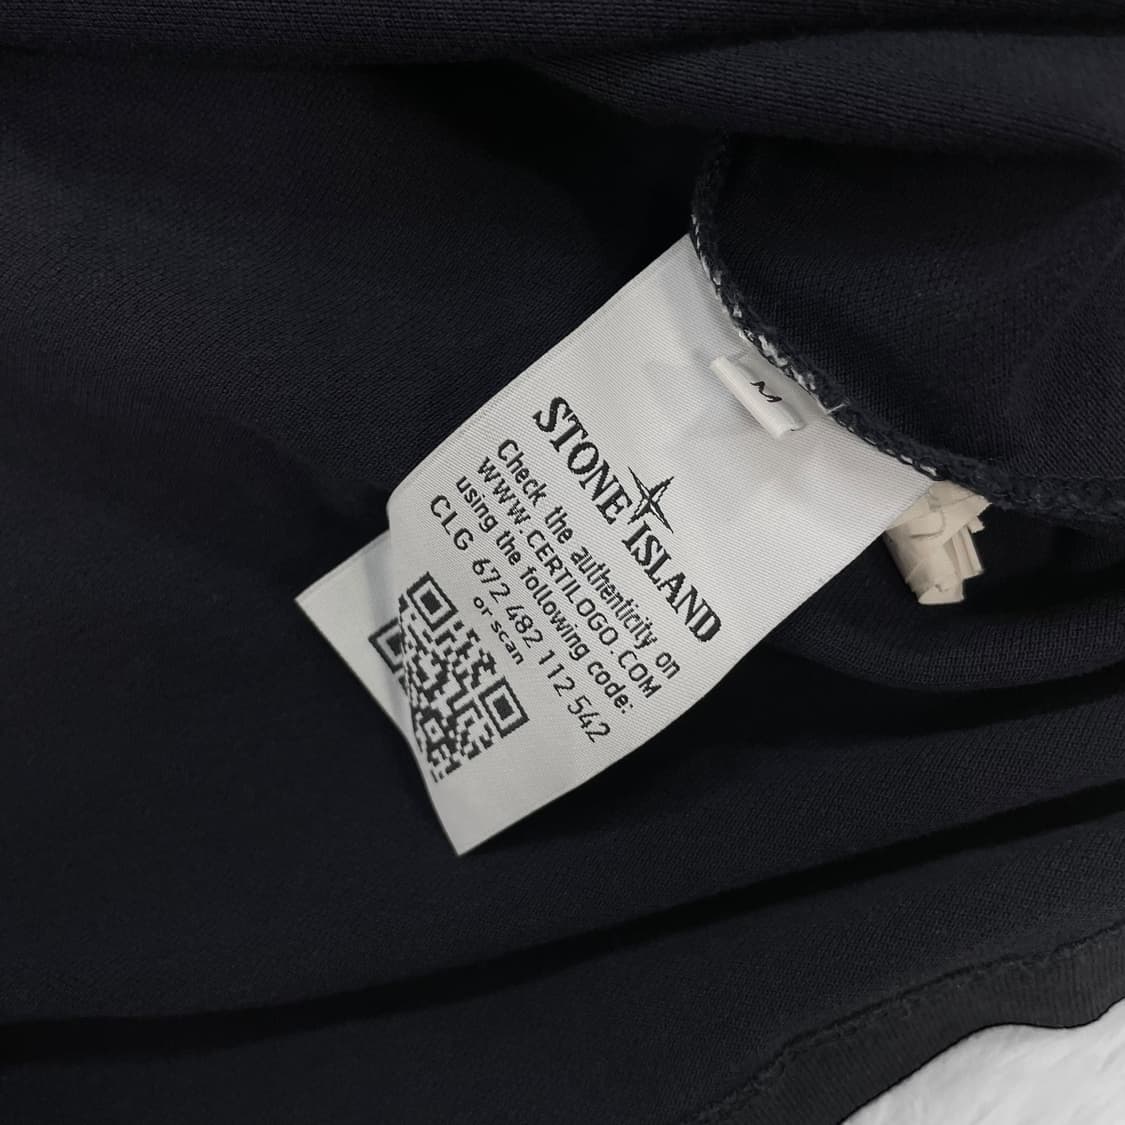 M
STONE ISLAND
Check the authenticity on
WWW.CERTILOGO.COM
using the following code:
CLG 672 482 112 542
or scan